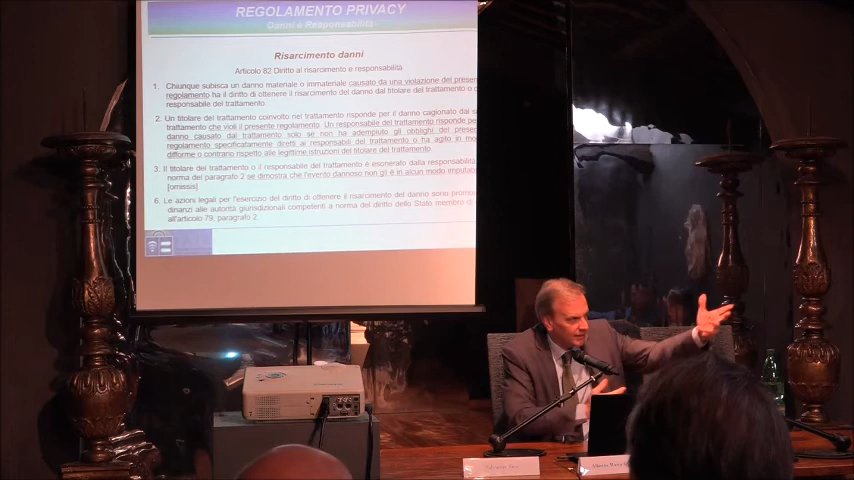 REGOLAMENTO PRIVACY
Danni e Responsabilità
Risarcimento danni
Articolo 82 Diritto al risarcimento e responsabilità
1. Chiunque subisca un danno materiale o immateriale causato da una violazione del presen
regolamento ha il diritto di ottenere il risarcimento del danno dal titolare del trattamento o d
responsabile del trattamento.
2. Un titolare del trattamento coinvolto nel trattamento risponde per il danno cagionato dal s
trattamento che violi il presente regolamento. Un responsabile del trattamento risponde pe
danno causato dal trattamento solo se non ha adempiuto gli obblighi del prese
regolamento specificatamente diretti ai responsabili del trattamento o ha agito in mo
difforme o contrario rispetto alle legittime istruzioni del titolare del trattamento.
3. Il titolare del trattamento o il responsabile del trattamento è esonerato dalla responsabilit
norma del paragrafo 2 se dimostra che l'evento dannoso non gli è in alcun modo imputab
[omissis]
6. Le azioni legali per l'esercizio del diritto di ottenere il risarcimento del danno sono promo
dinanzi alle autorità giurisdizionali competenti a norma del diritto dello Stato membro di
all'articolo 79, paragrafo 2.